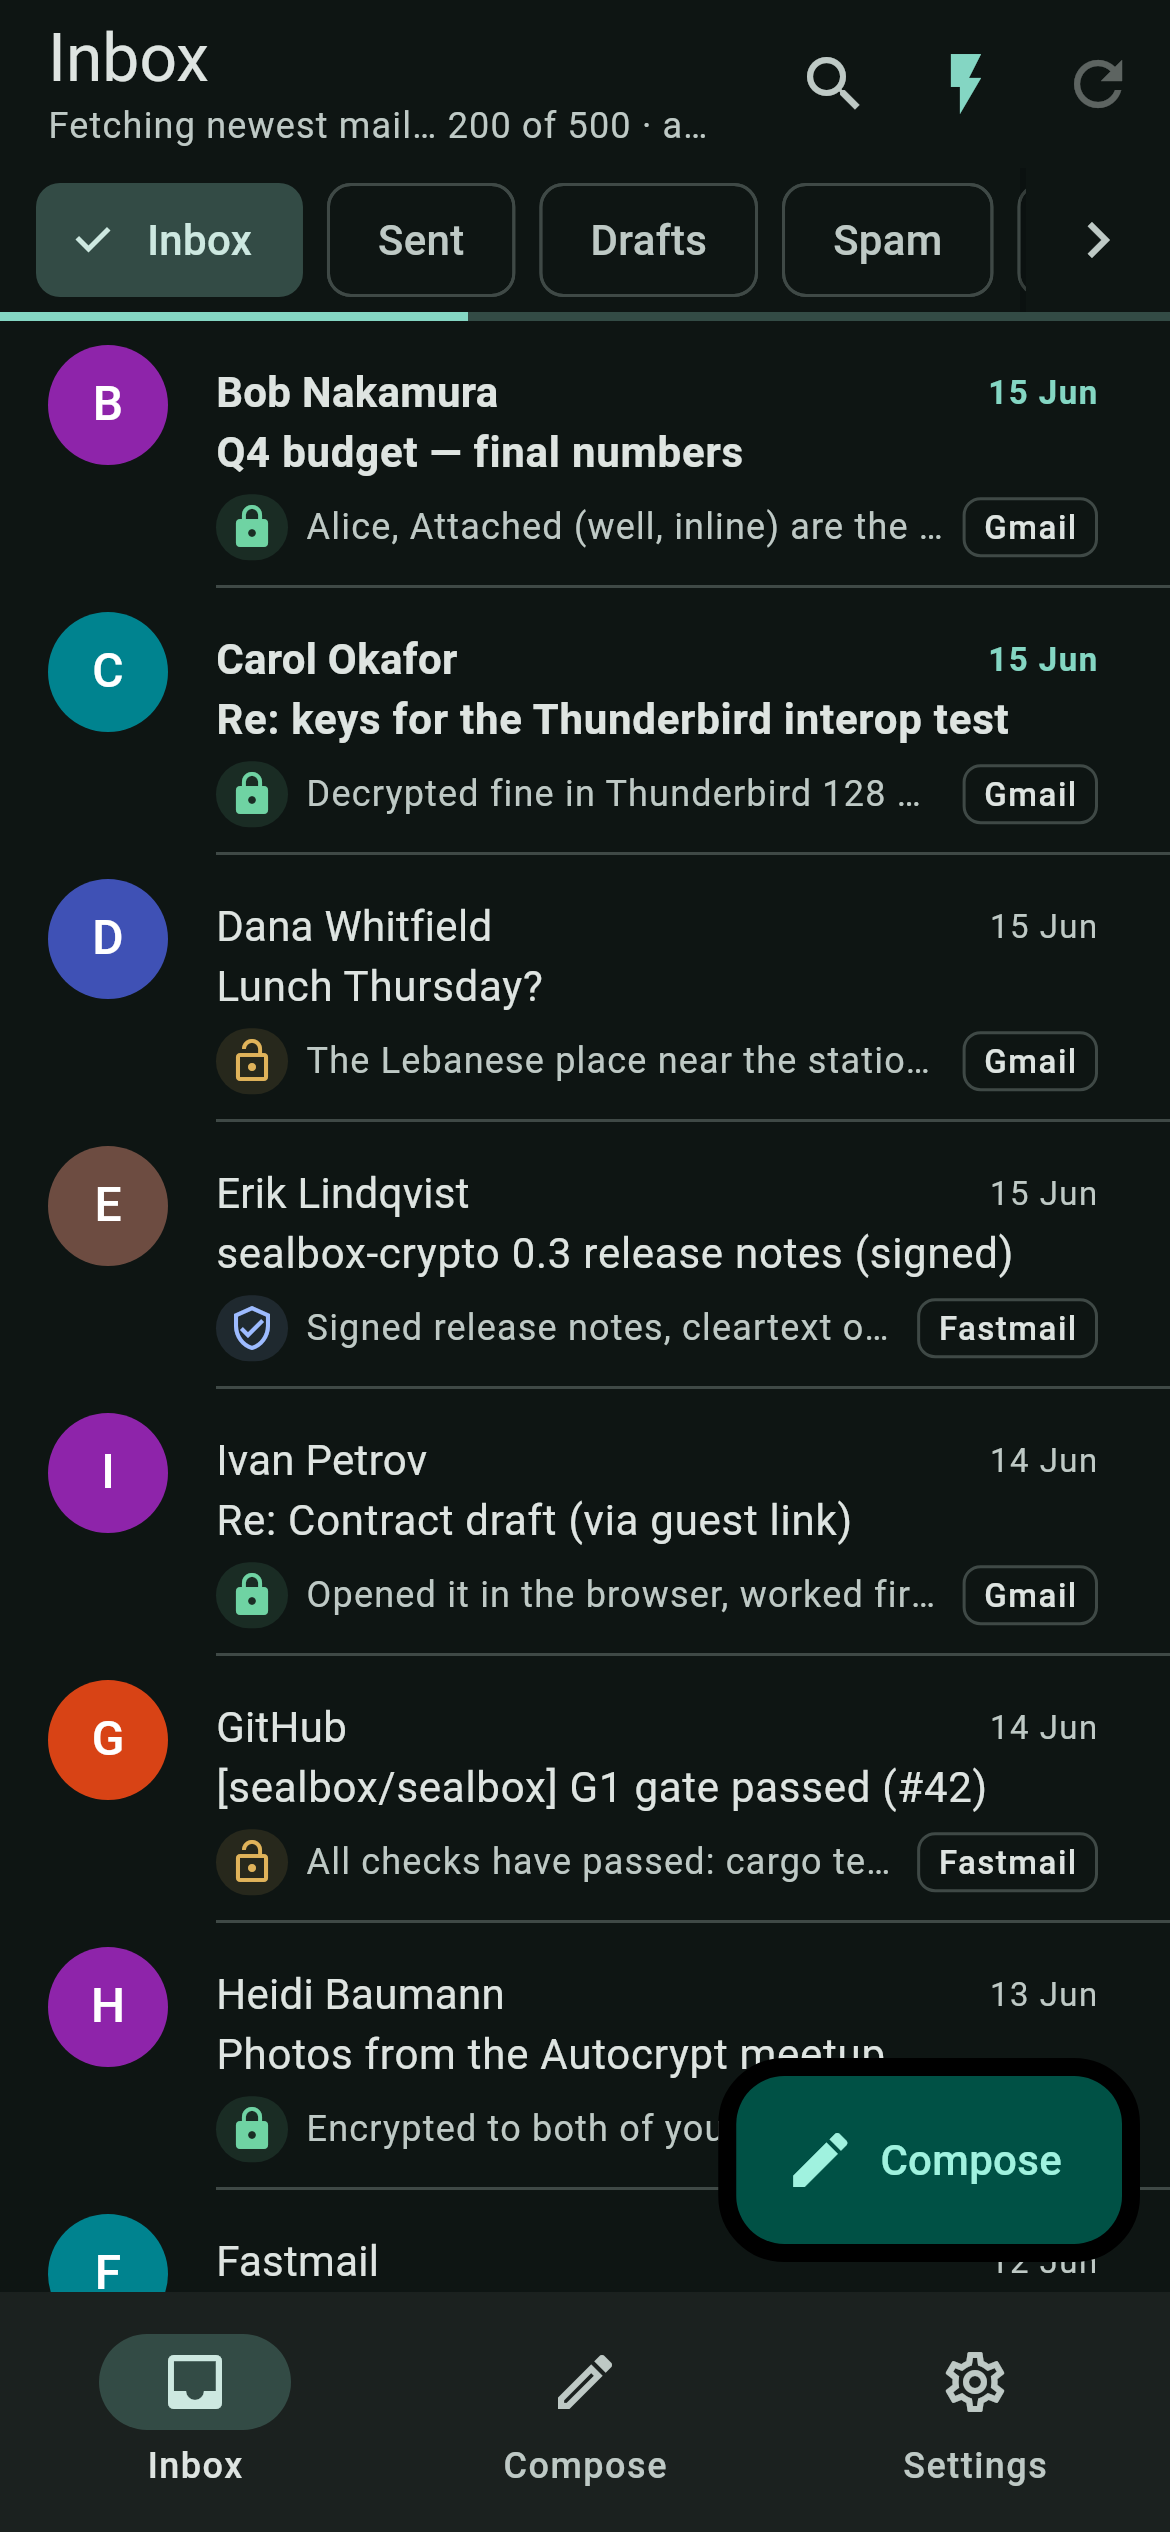 Inbox
Fetching newest mail… 200 of 500 · a…
Inbox
Sent
Drafts
Spam
B
Bob Nakamura
15 Jun
Q4 budget — final numbers
Alice, Attached (well, inline) are the …
Gmail
C
Carol Okafor
15 Jun
Re: keys for the Thunderbird interop test
Decrypted fine in Thunderbird 128 …
Gmail
D
Dana Whitfield
15 Jun
Lunch Thursday?
The Lebanese place near the statio…
Gmail
E
Erik Lindqvist
15 Jun
sealbox-crypto 0.3 release notes (signed)
Signed release notes, cleartext o…
Fastmail
I
Ivan Petrov
14 Jun
Re: Contract draft (via guest link)
Opened it in the browser, worked fir…
Gmail
G
GitHub
14 Jun
[sealbox/sealbox] G1 gate passed (#42)
All checks have passed: cargo te…
Fastmail
H
Heidi Baumann
13 Jun
Photos from the Autocrypt meetup
Encrypted to both of you
Compose
F
Fastmail
12 Jun
Inbox
Compose
Settings